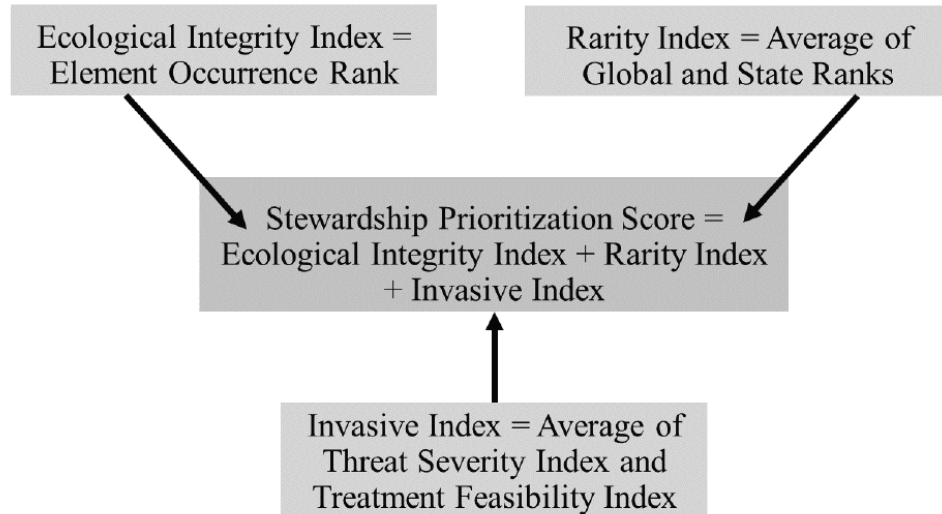 Ecological Integrity Index =
Element Occurrence Rank
Rarity Index = Average of
Global and State Ranks
Stewardship Prioritization Score =
Ecological Integrity Index + Rarity Index
+ Invasive Index
Invasive Index = Average of
Threat Severity Index and
Treatment Feasibility Index